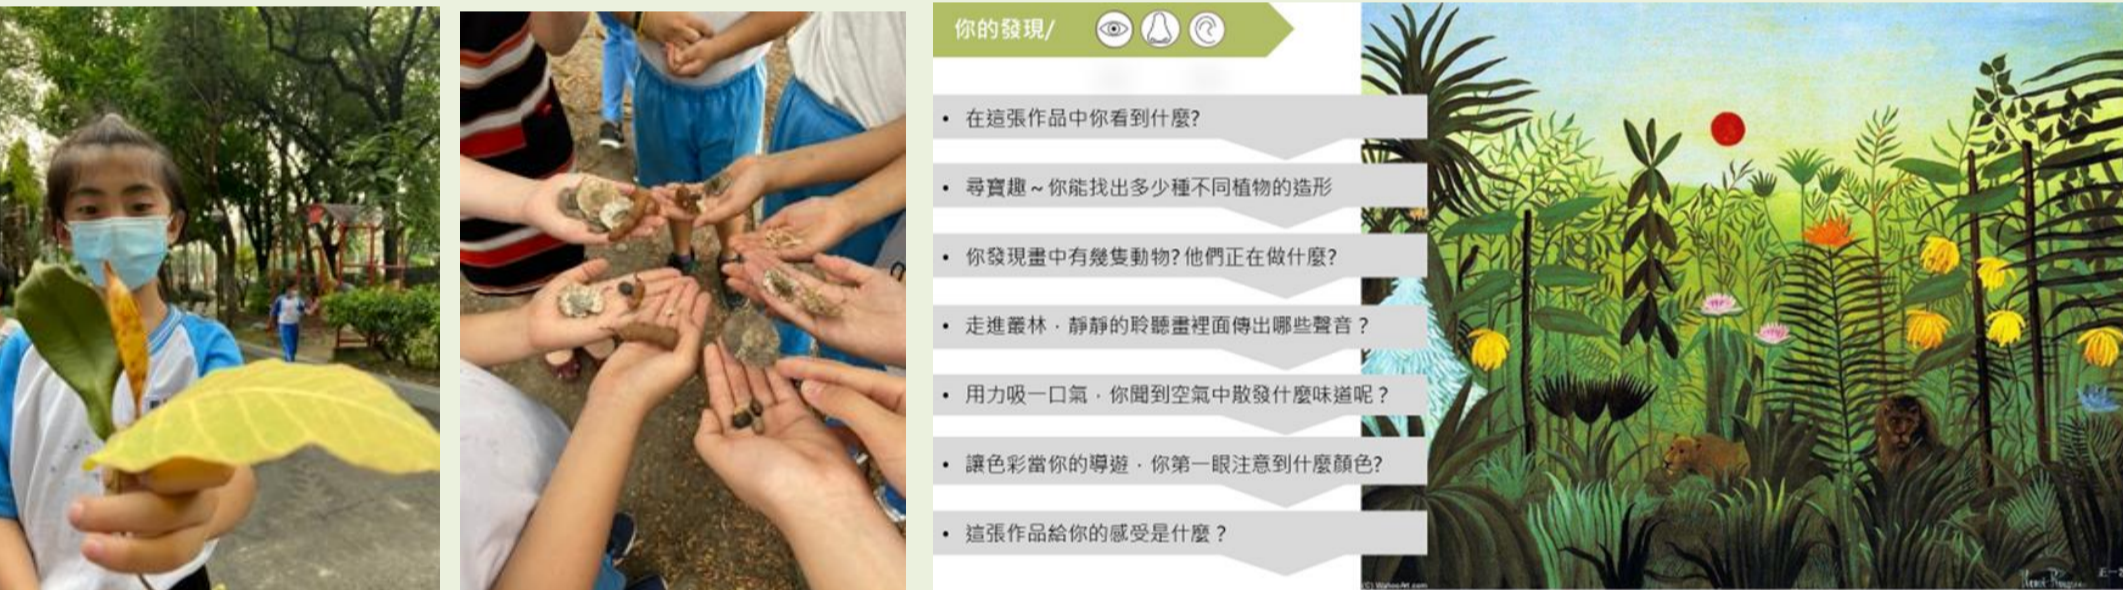 你的發現/
• 在這張作品中你看到什麼?
• 尋寶趣~你能找出多少種不同植物的造形
• 你發現畫中有幾隻動物?他們正在做什麼?
• 走進叢林，靜靜的聆聽畫裡面傳出哪些聲音？
• 用力吸一口氣，你聞到空氣中散發什麼味道呢？
• 讓色彩當你的導遊，你第一眼注意到什麼顏色?
• 這張作品給你的感受是什麼？
(C) WahooArt.com